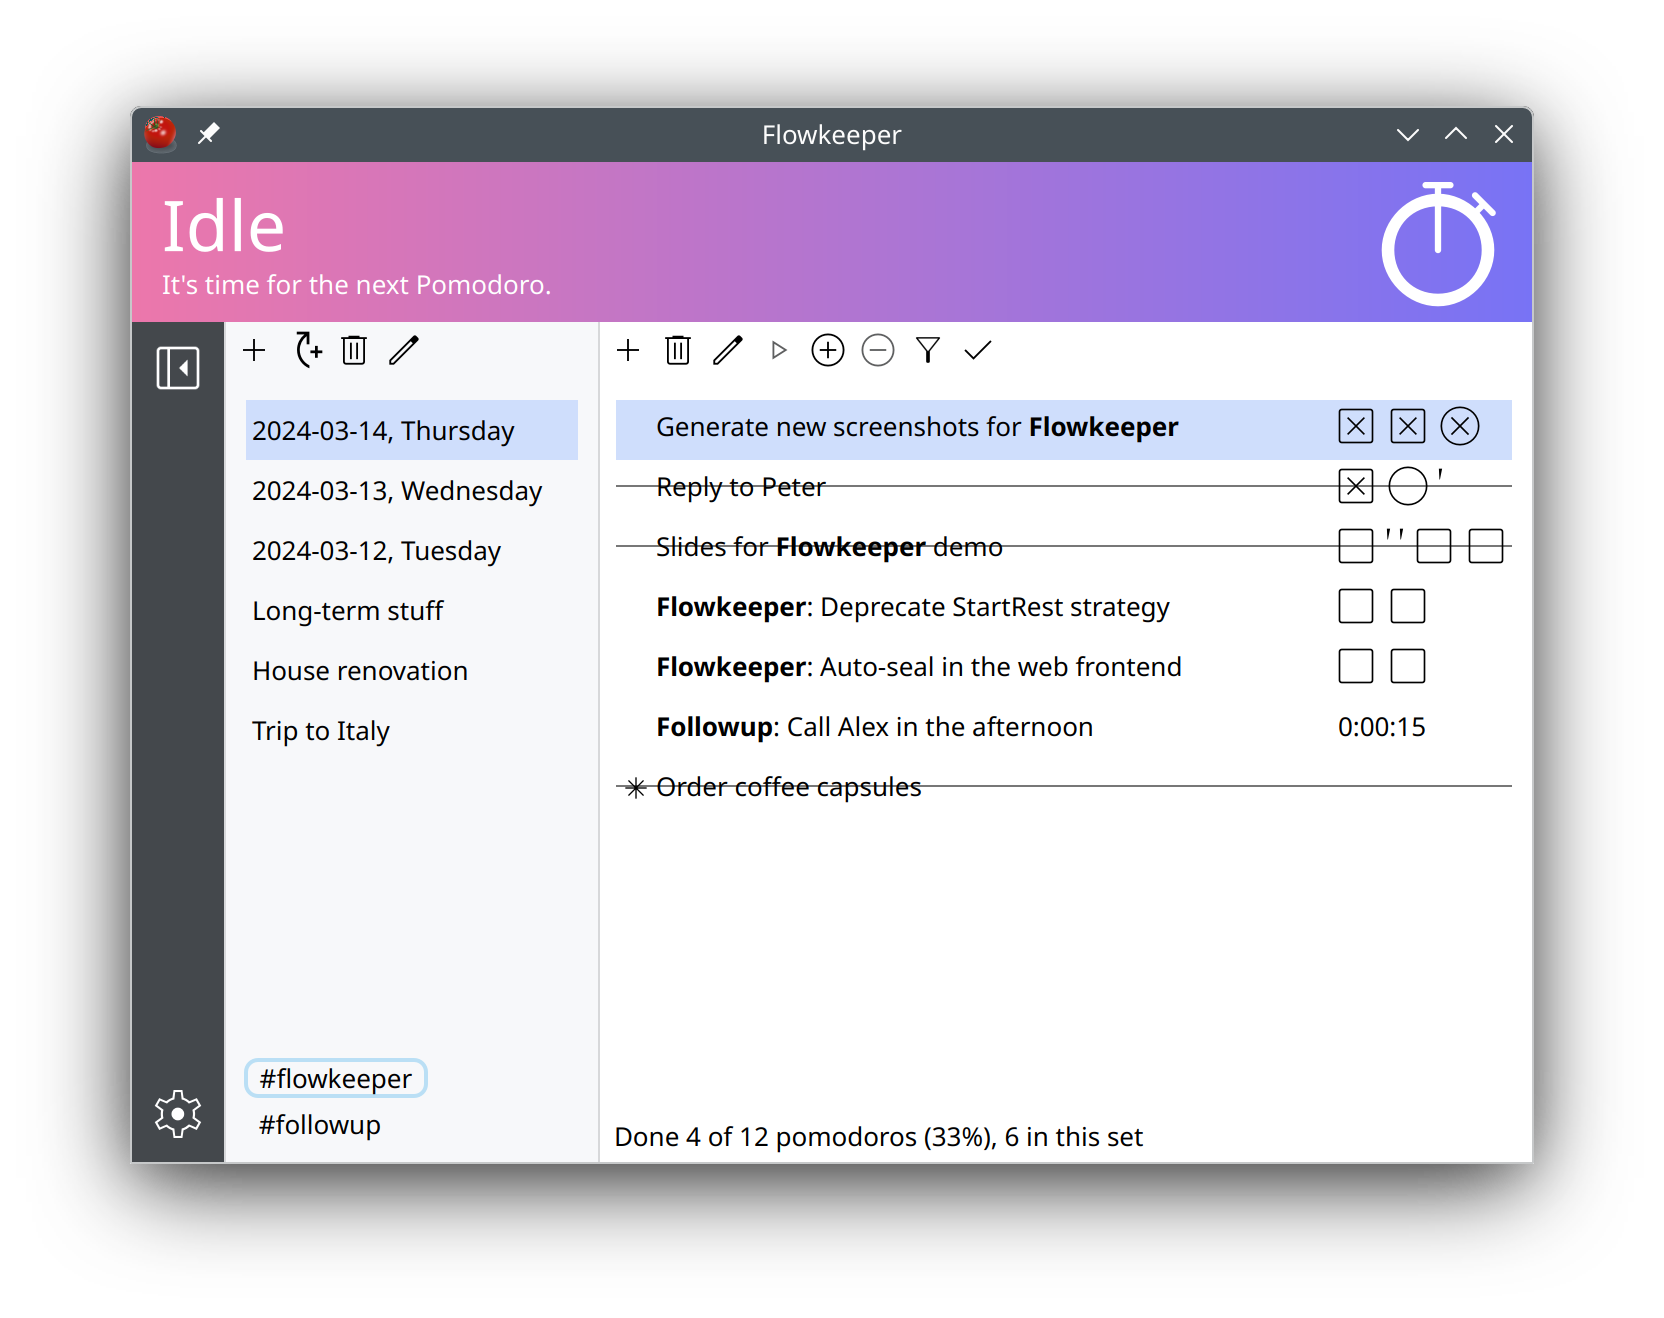 Flowkeeper
Idle
It's time for the next Pomodoro.
2024-03-14, Thursday
2024-03-13, Wednesday
2024-03-12, Tuesday
Long-term stuff
House renovation
Trip to Italy
#flowkeeper
#followup
Generate new screenshots for Flowkeeper
Reply to Peter
Slides for Flowkeeper demo
Flowkeeper: Deprecate StartRest strategy
Flowkeeper: Auto-seal in the web frontend
Followup: Call Alex in the afternoon 0:00:15
Order coffee capsules
Done 4 of 12 pomodoros (33%), 6 in this set